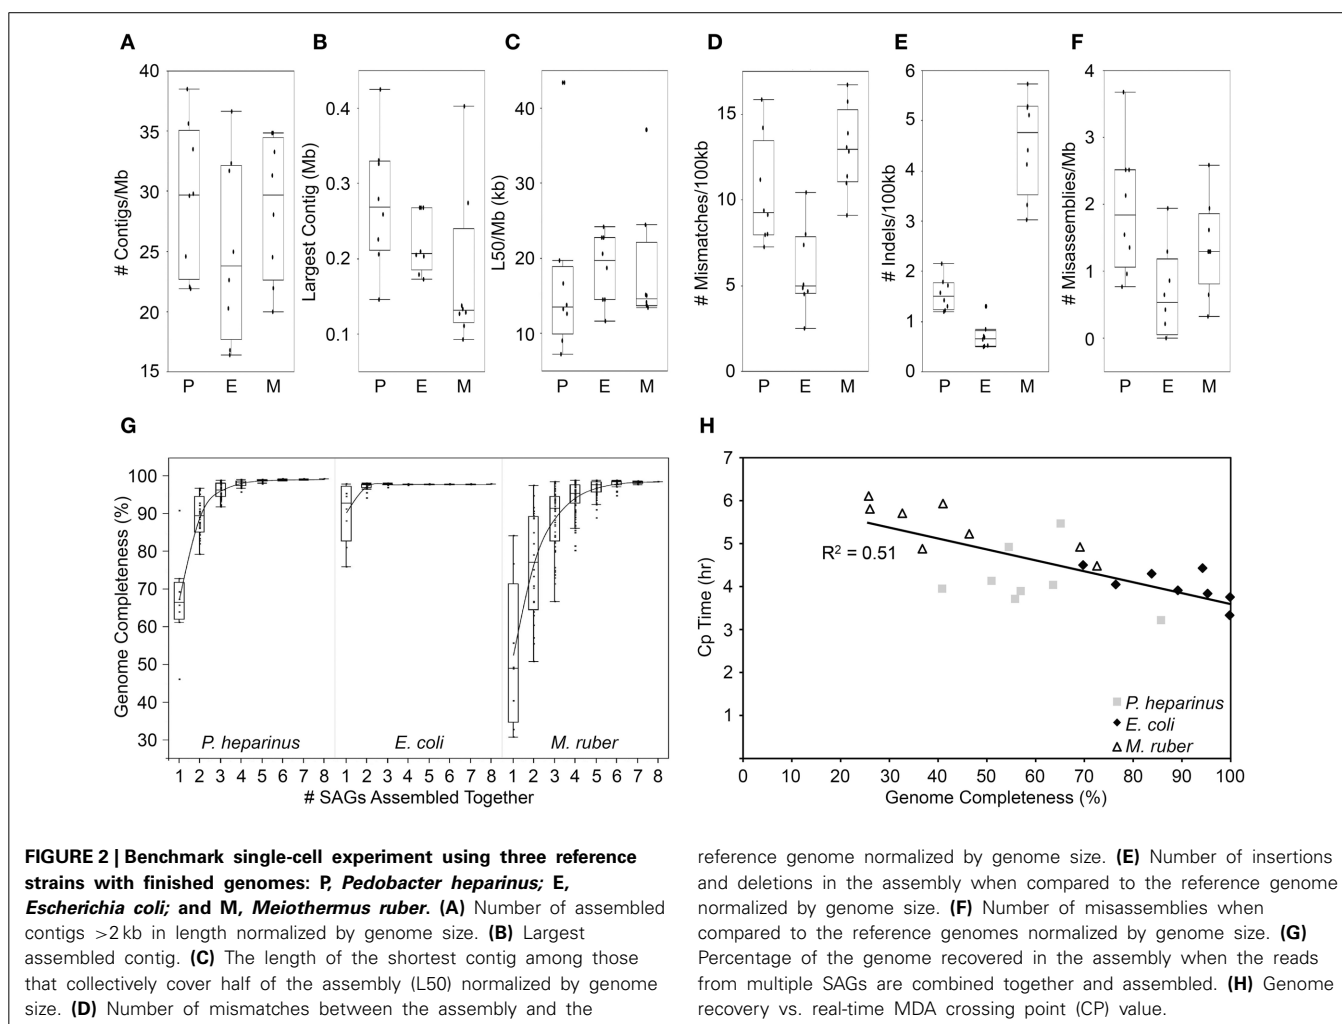 A
B
C
D
E
F
# Contigs/Mb
40
35
30
25
20
15
P E M
Largest Contig (Mb)
0.4
0.3
0.2
0.1
P E M
L50/Mb (kb)
40
30
20
10
P E M
# Mismatches/100kb
15
10
5
0
P E M
# Indels/100kb
6
5
4
3
2
1
0
P E M
# Misassemblies/Mb
4
3
2
1
0
P E M
G
Genome Completeness (%)
100
90
80
70
60
50
40
30
P. heparinus
E. coli
M. ruber
1 2 3 4 5 6 7 8 1 2 3 4 5 6 7 8 1 2 3 4 5 6 7 8
# SAGs Assembled Together
H
Cp Time (hr)
7
6
5
4
3
2
1
R² = 0.51
P. heparinus
E. coli
M. ruber
0 10 20 30 40 50 60 70 80 90 100
Genome Completeness (%)
FIGURE 2 | Benchmark single-cell experiment using three reference
strains with finished genomes: P, Pedobacter heparinus; E,
Escherichia coli; and M, Meiothermus ruber. (A) Number of assembled
contigs >2 kb in length normalized by genome size. (B) Largest
assembled contig. (C) The length of the shortest contig among those
that collectively cover half of the assembly (L50) normalized by genome
size. (D) Number of mismatches between the assembly and the
reference genome normalized by genome size. (E) Number of insertions
and deletions in the assembly when compared to the reference genome
normalized by genome size. (F) Number of misassemblies when
compared to the reference genomes normalized by genome size. (G)
Percentage of the genome recovered in the assembly when the reads
from multiple SAGs are combined together and assembled. (H) Genome
recovery vs. real-time MDA crossing point (CP) value.